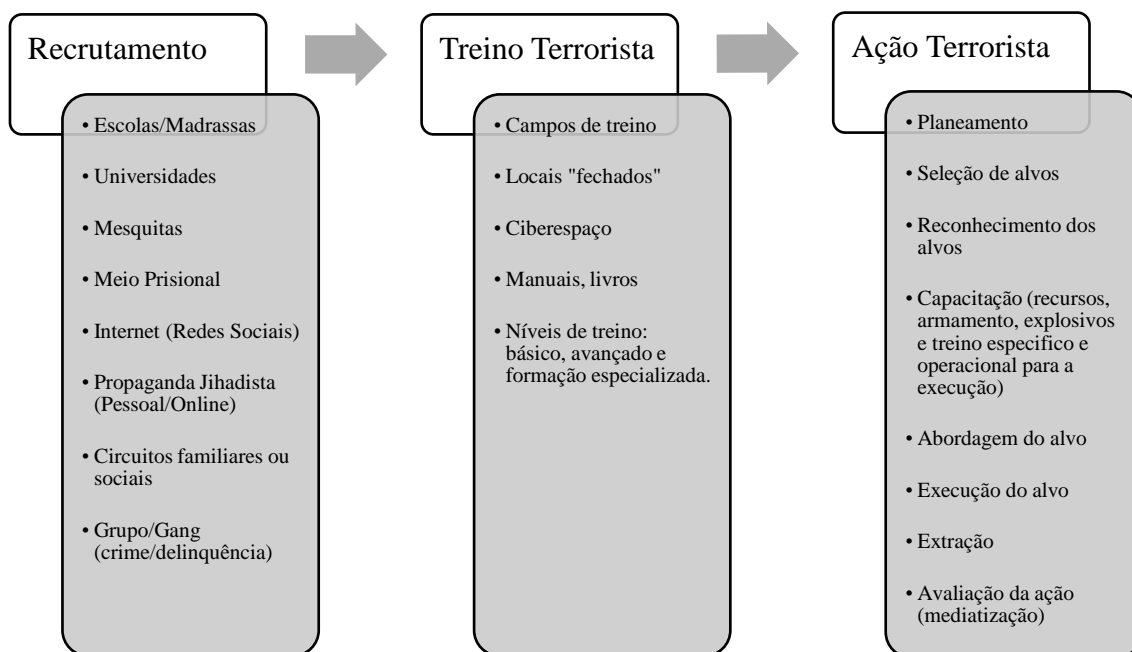 Recrutamento
• Escolas/Madrassas
• Universidades
• Mesquitas
• Meio Prisional
• Internet (Redes Sociais)
• Propaganda Jihadista
(Pessoal/Online)
• Circuitos familiares ou
sociais
• Grupo/Gang
(crime/delinquência)
Treino Terrorista
• Campos de treino
• Locais "fechados"
• Ciberespaço
• Manuais, livros
• Níveis de treino:
básico, avançado e
formação especializada.
Ação Terrorista
• Planeamento
• Seleção de alvos
• Reconhecimento dos
alvos
• Capacitação (recursos,
armamento, explosivos
e treino especifico e
operacional para a
execução)
• Abordagem do alvo
• Execução do alvo
• Extração
• Avaliação da ação
(mediatização)